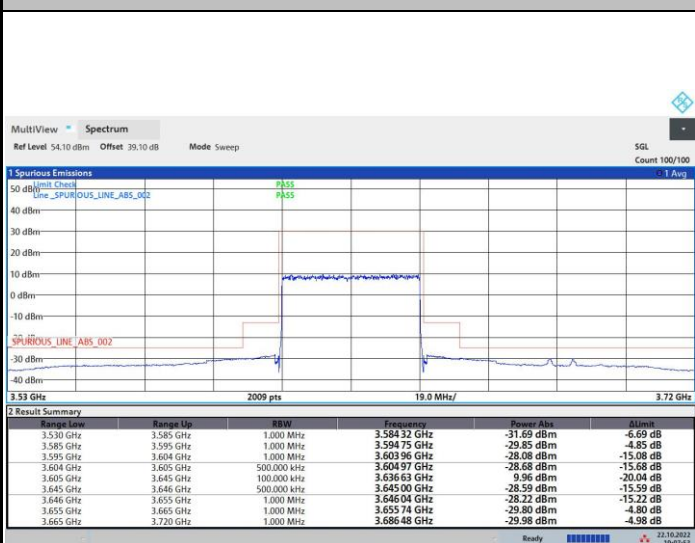 MultiView Spectrum
Ref Level 54.10 dBm Offset 39.10 dB Mode Sweep SGL
Count 100/100
1 Spurious Emissions 1 Avg
Limit Check PASS
50 dBm
Line _SPURIOUS_LINE_ABS_002 PASS
40 dBm
30 dBm
20 dBm
10 dBm
0 dBm
-10 dBm
-20 dBm
SPURIOUS_LINE_ABS_002
-30 dBm
-40 dBm
3.53 GHz 2009 pts 19.0 MHz/ 3.72 GHz
2 Result Summary
Range Low Range Up RBW Frequency Power Abs ΔLimit
3.530 GHz 3.585 GHz 1.000 MHz 3.584 32 GHz -31.69 dBm -6.69 dB
3.585 GHz 3.595 GHz 1.000 MHz 3.594 75 GHz -29.85 dBm -4.85 dB
3.595 GHz 3.604 GHz 1.000 MHz 3.603 96 GHz -28.08 dBm -15.08 dB
3.604 GHz 3.605 GHz 500.000 kHz 3.604 97 GHz -28.68 dBm -15.68 dB
3.605 GHz 3.645 GHz 100.000 kHz 3.636 63 GHz 9.96 dBm -20.04 dB
3.645 GHz 3.646 GHz 500.000 kHz 3.645 00 GHz -28.59 dBm -15.59 dB
3.646 GHz 3.655 GHz 1.000 MHz 3.646 04 GHz -28.22 dBm -15.22 dB
3.655 GHz 3.665 GHz 1.000 MHz 3.655 74 GHz -29.80 dBm -4.80 dB
3.665 GHz 3.720 GHz 1.000 MHz 3.686 48 GHz -29.98 dBm -4.98 dB
Ready 22.10.2022